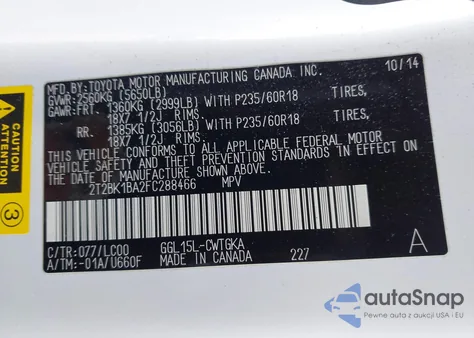 MFD. BY: TOYOTA MOTOR MANUFACTURING CANADA INC. 10/14
GVWR: 2560KG (5650LB)
GAWR: FRT. 1360KG (2999LB) WITH P235/60R18 TIRES,
18X7 1/2J RIMS.
RR. 1385KG (3056LB) WITH P235/60R18 TIRES,
18X7 1/2J RIMS.
THIS VEHICLE CONFORMS TO ALL APPLICABLE FEDERAL MOTOR
VEHICLE SAFETY AND THEFT PREVENTION STANDARDS IN EFFECT ON
THE DATE OF MANUFACTURE SHOWN ABOVE.
2T2BK1BA2FC288466 MPV
C/TR: 077/LC00 GGL15L-CWTGKA A
A/TM: -01A/U660F MADE IN CANADA 227
CAUTION
ATTENTION
3
autoSnap
Pewne auta z aukcji USA i EU